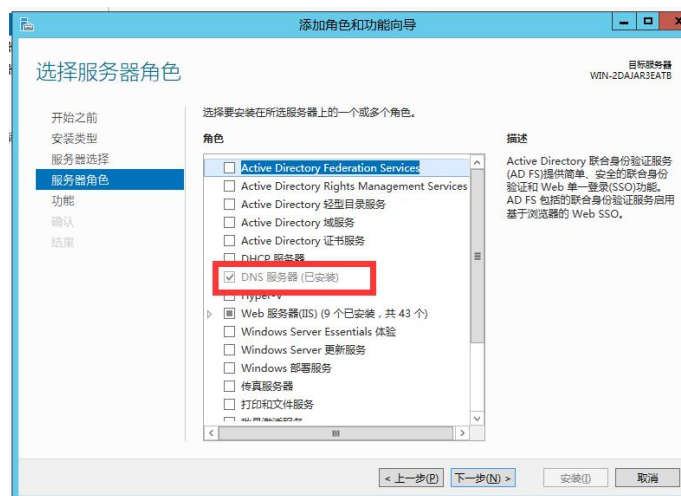 添加角色和功能向导
选择服务器角色
目标服务器
WIN-2DAJAR3EATB
开始之前
安装类型
服务器选择
服务器角色
功能
确认
结果
选择要安装在所选服务器上的一个或多个角色。
角色
Active Directory Federation Services
Active Directory Rights Management Services
Active Directory 轻型目录服务
Active Directory 域服务
Active Directory 证书服务
DHCP 服务器
DNS 服务器 (已安装)
Hyper-V
Web 服务器(IIS) (9 个已安装，共 43 个)
Windows Server Essentials 体验
Windows Server 更新服务
Windows 部署服务
传真服务器
打印和文件服务
描述
Active Directory 联合身份验证服务
(AD FS)提供简单、安全的联合身份
验证和 Web 单一登录(SSO)功能。
AD FS 包括的联合身份验证服务启用
基于浏览器的 Web SSO。
< 上一步(P)
下一步(N) >
安装(I)
取消